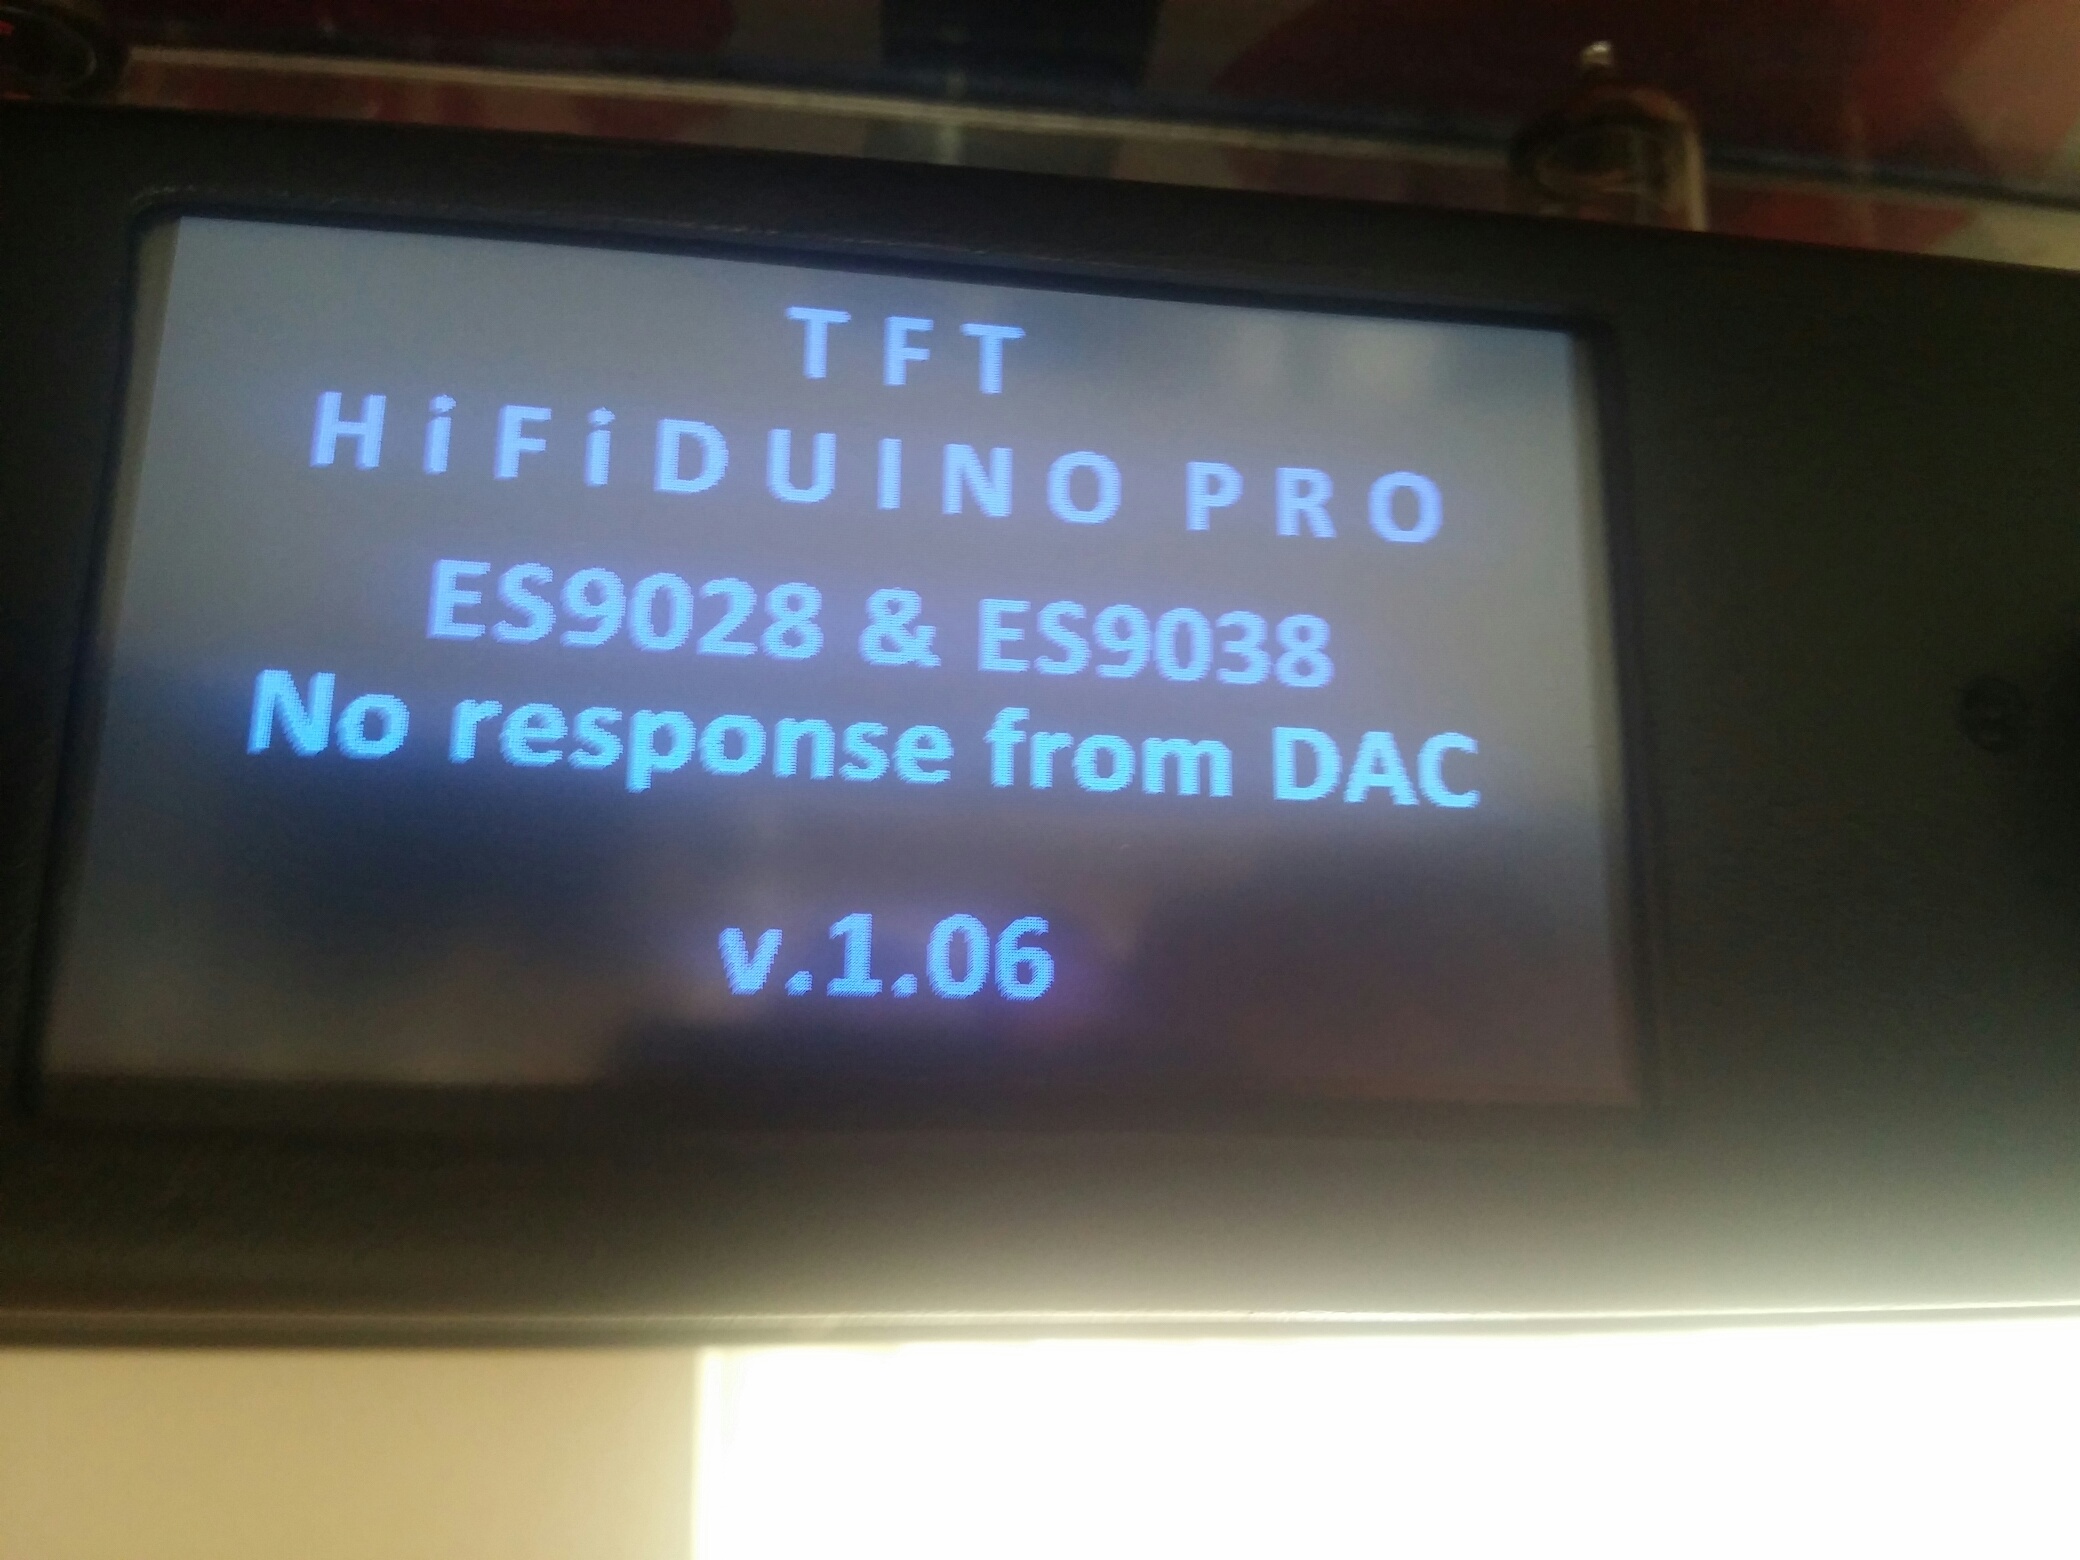 TFT
HiFiDUINO PRO
ES9028 & ES9038
No response from DAC
v.1.06